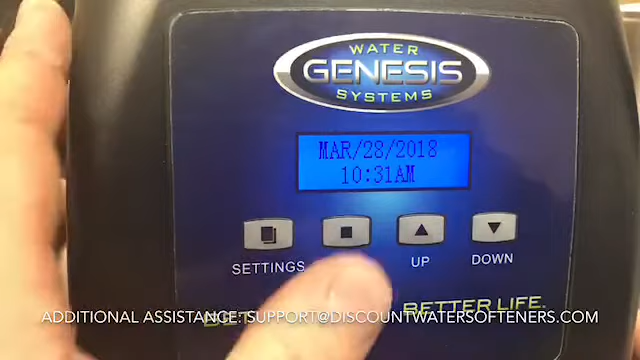 WATER
GENESIS
SYSTEMS
MAR/28/2018
10:31AM
SETTINGS
UP
DOWN
BETTER LIFE.
ADDITIONAL ASSISTANCE: SUPPORT@DISCOUNTWATERSOFTENERS.COM